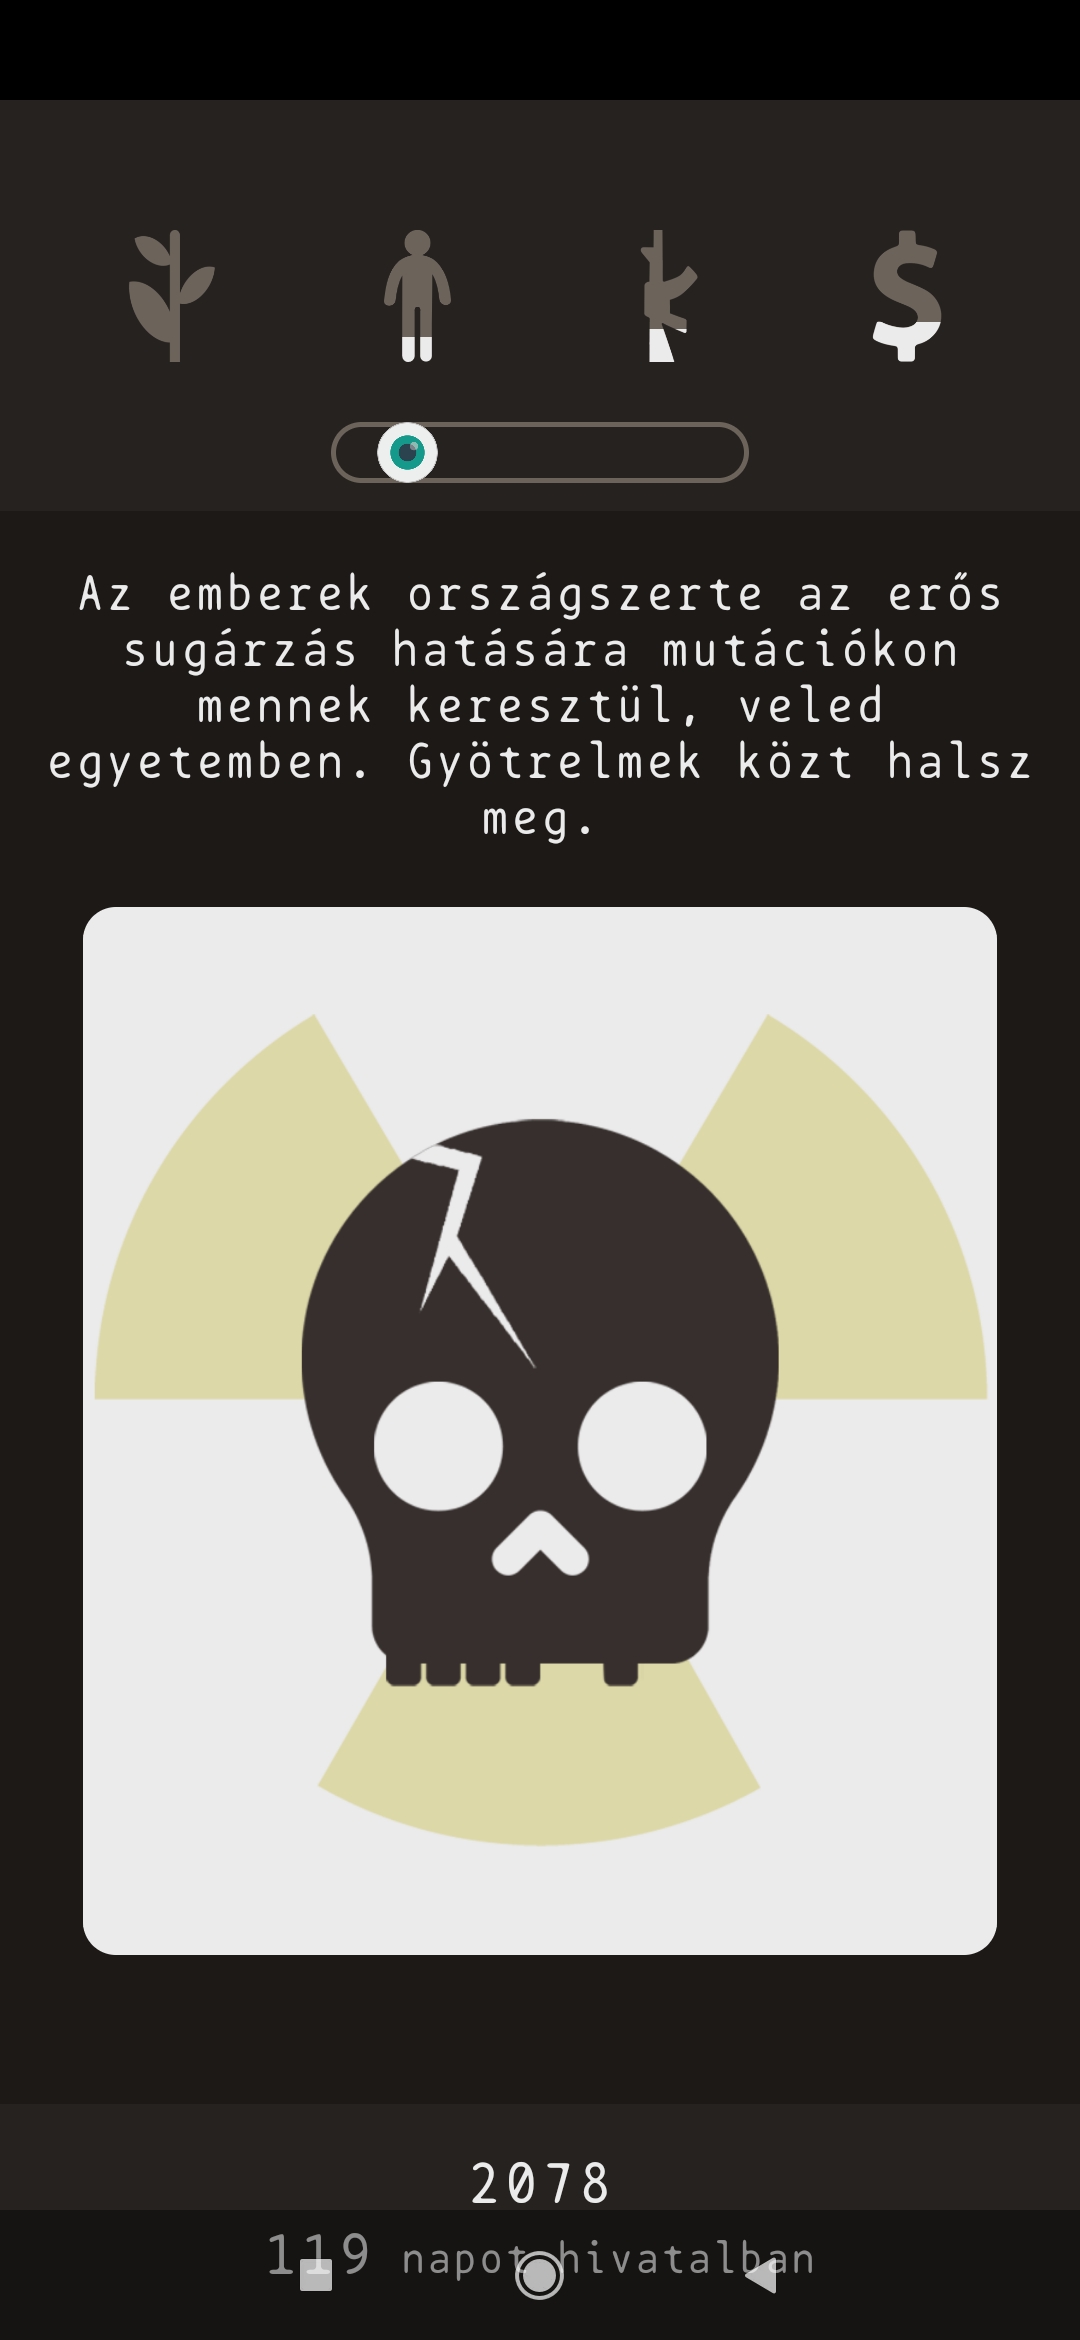 Az emberek országszerte az erős
sugárzás hatására mutációkon
mennek keresztül, veled
egyetemben. Gyötrelmek közt halsz
meg.
2078
119 napot hivatalban